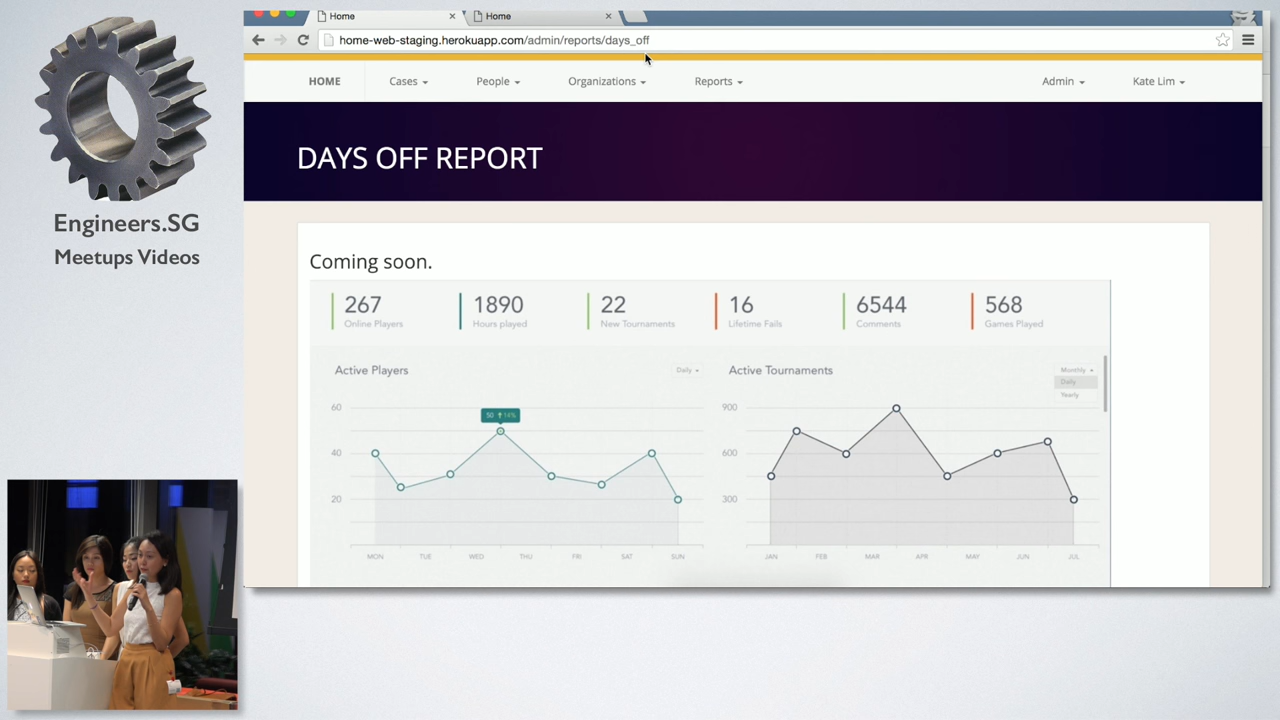 Home
Home
home-web-staging.herokuapp.com/admin/reports/days_off
HOME Cases People Organizations Reports Admin Kate Lim
DAYS OFF REPORT
Coming soon.
267 1890 22 16 6544 568
Online Players Hours played New Tournaments Lifetime Fails Comments Games Played
Active Players Daily
60
50 14%
40
20
MON TUE WED THU FRI SAT SUN
Active Tournaments Monthly
Daily
Yearly
900
600
300
JAN FEB MAR APR MAY JUN JUL
Engineers.SG
Meetups Videos